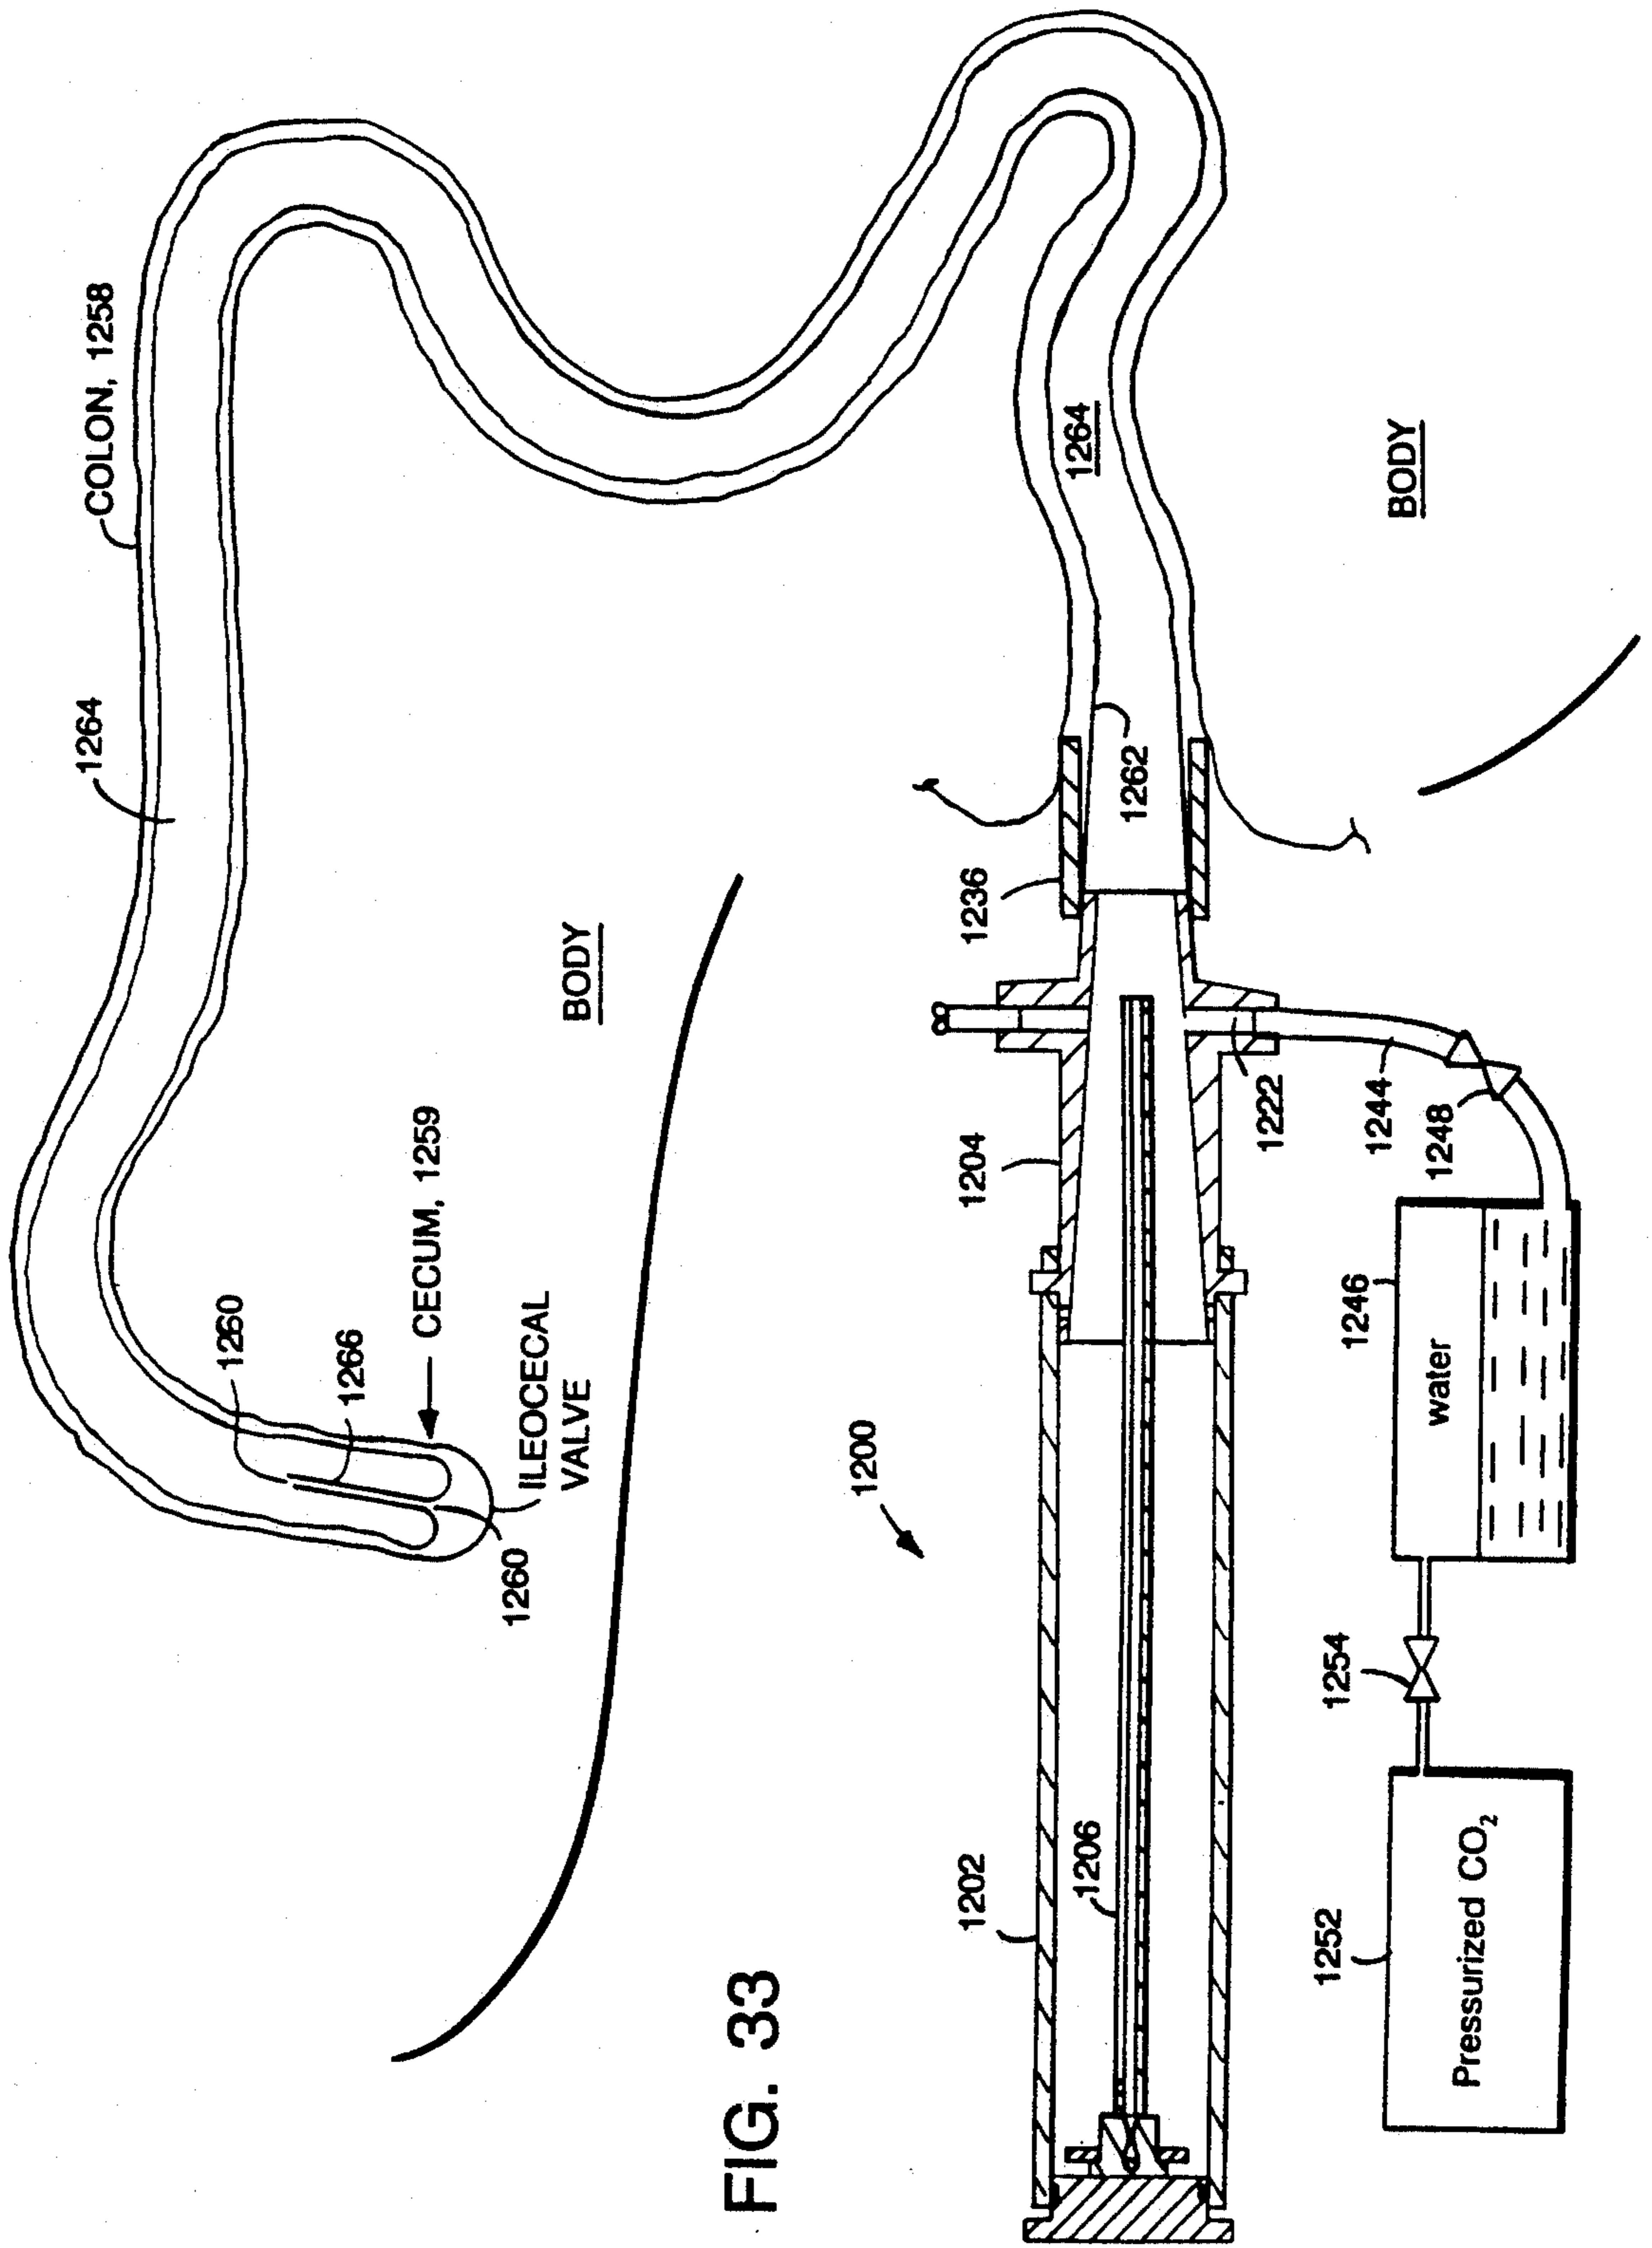 COLON, 1258
1264
BODY
1260
1266
CECUM, 1259
ILEOCECAL
VALVE
1260
1264
BODY
1262
1236
1204
1222
1244
1248
1200
1246
water
1254
1202
1206
1252
Pressurized CO₂
FIG. 33